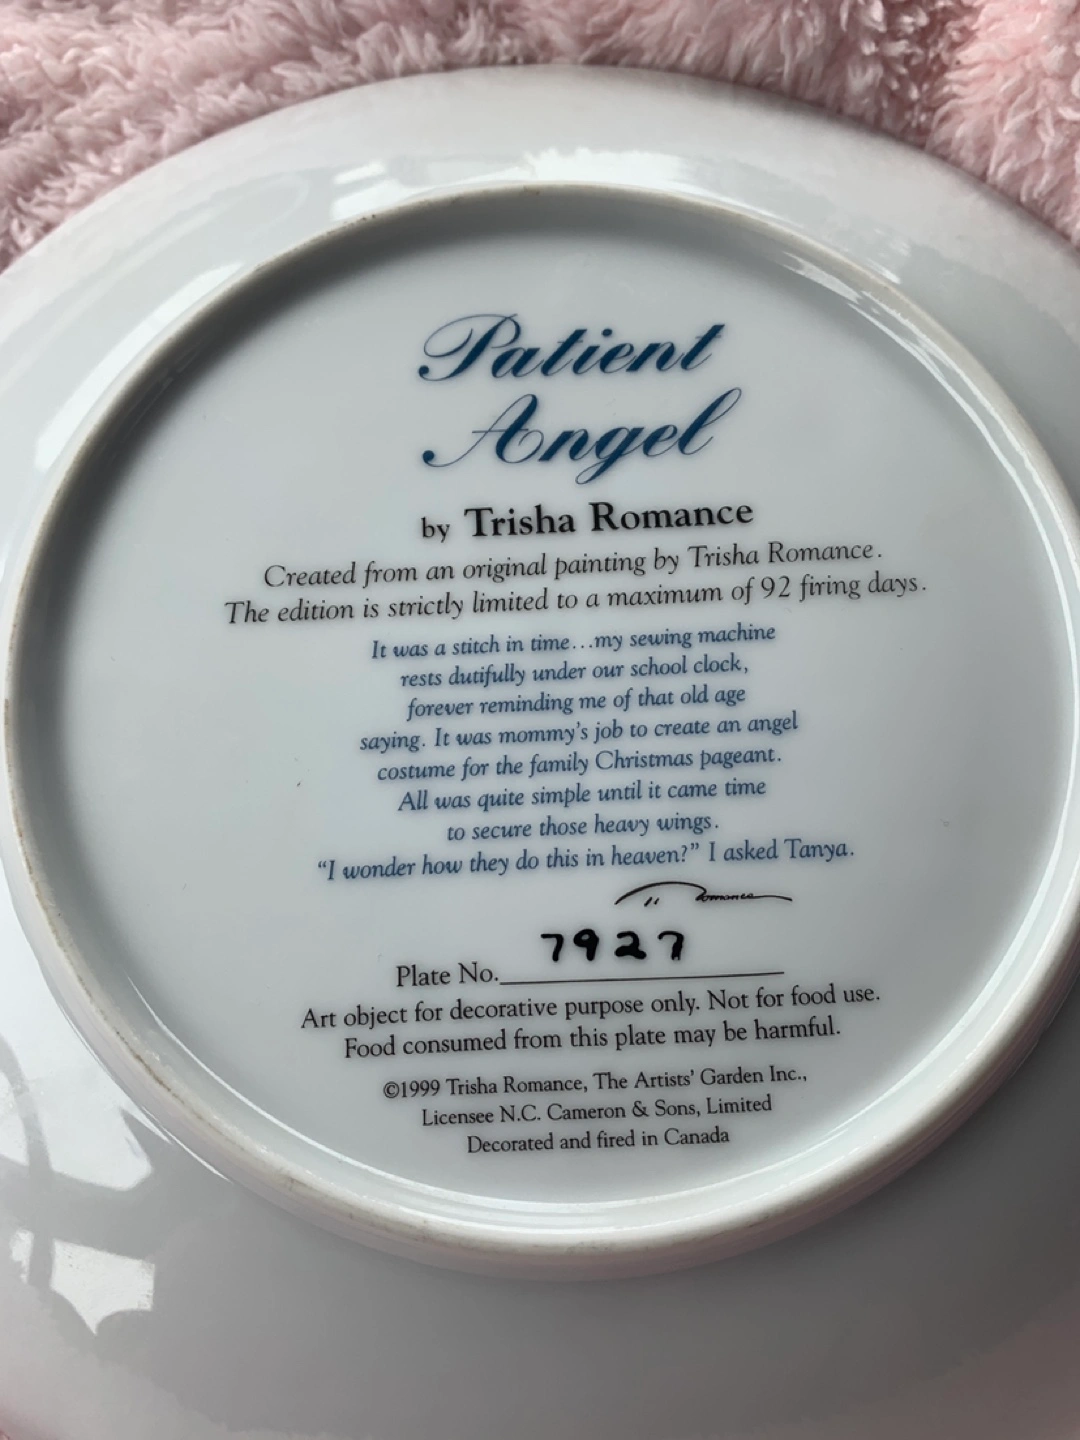 Patient
Angel
by Trisha Romance
Created from an original painting by Trisha Romance.
The edition is strictly limited to a maximum of 92 firing days.
It was a stitch in time...my sewing machine
rests dutifully under our school clock,
forever reminding me of that old age
saying. It was mommy's job to create an angel
costume for the family Christmas pageant.
All was quite simple until it came time
to secure those heavy wings.
“I wonder how they do this in heaven?” I asked Tanya.
T Romance
Plate No. 7927
Art object for decorative purpose only. Not for food use.
Food consumed from this plate may be harmful.
©1999 Trisha Romance, The Artists' Garden Inc.,
Licensee N.C. Cameron & Sons, Limited
Decorated and fired in Canada